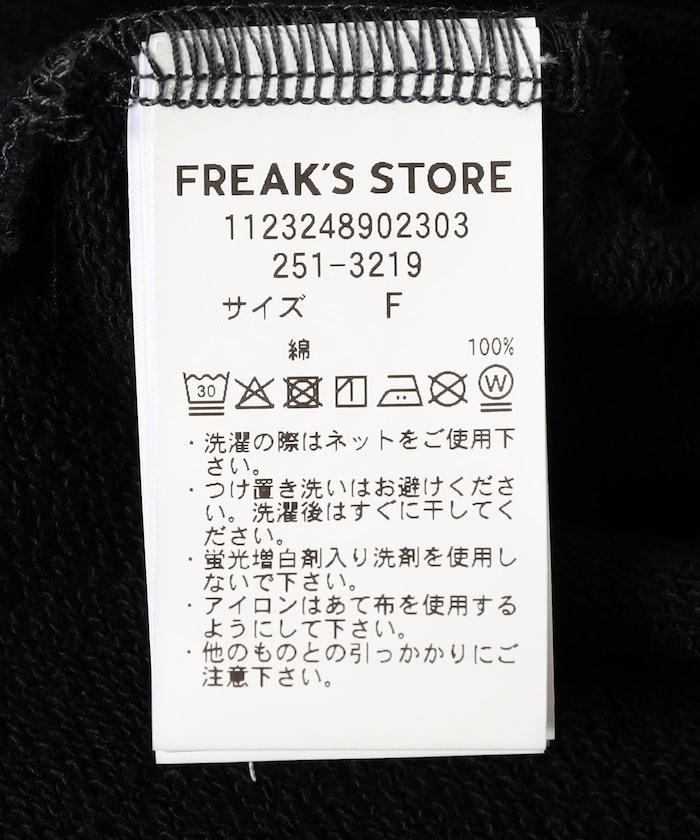 FREAK'S STORE
1123248902303
251-3219
サイズ F
綿 100%
30 W
・洗濯の際はネットをご使用下
さい。
・つけ置き洗いはお避けくださ
い。洗濯後はすぐに干してく
ださい。
・蛍光増白剤入り洗剤を使用し
ないで下さい。
・アイロンはあて布を使用する
ようにして下さい。
・他のものとの引っかかりにご
注意下さい。